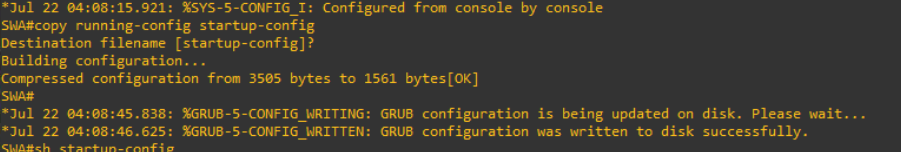 *Jul 22 04:08:15.921: %SYS-5-CONFIG_I: Configured from console by console
SWA#copy running-config startup-config
Destination filename [startup-config]?
Building configuration...
Compressed configuration from 3505 bytes to 1561 bytes[OK]
SWA#
*Jul 22 04:08:45.838: %GRUB-5-CONFIG_WRITING: GRUB configuration is being updated on disk. Please wait...
*Jul 22 04:08:46.625: %GRUB-5-CONFIG_WRITTEN: GRUB configuration was written to disk successfully.
SWA#sh startup-config